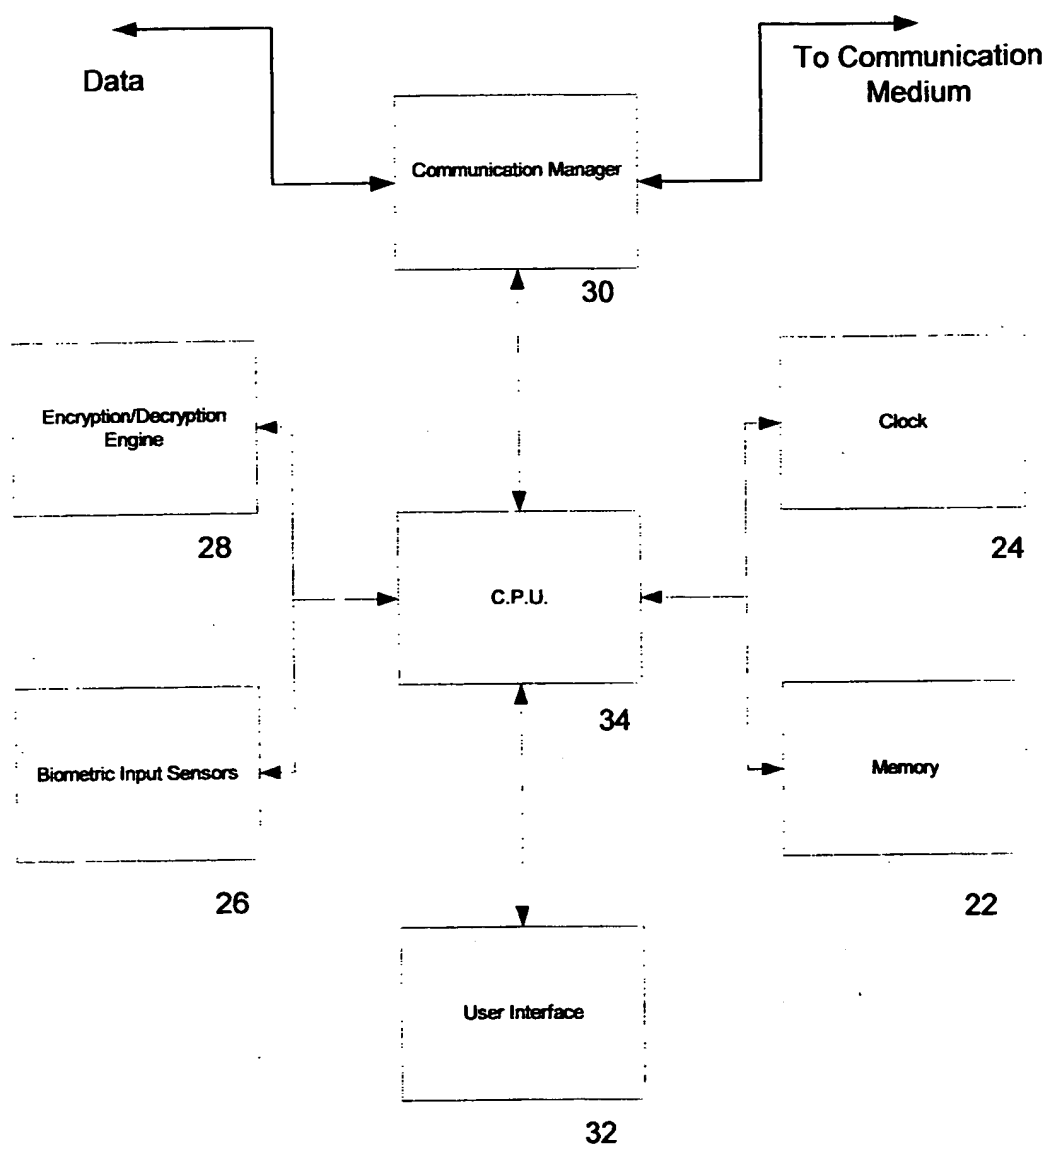 Data
To Communication
Medium
Communication Manager
30
Encryption/Decryption
Engine
28
Clock
24
C.P.U.
34
Biometric Input Sensors
26
Memory
22
User Interface
32